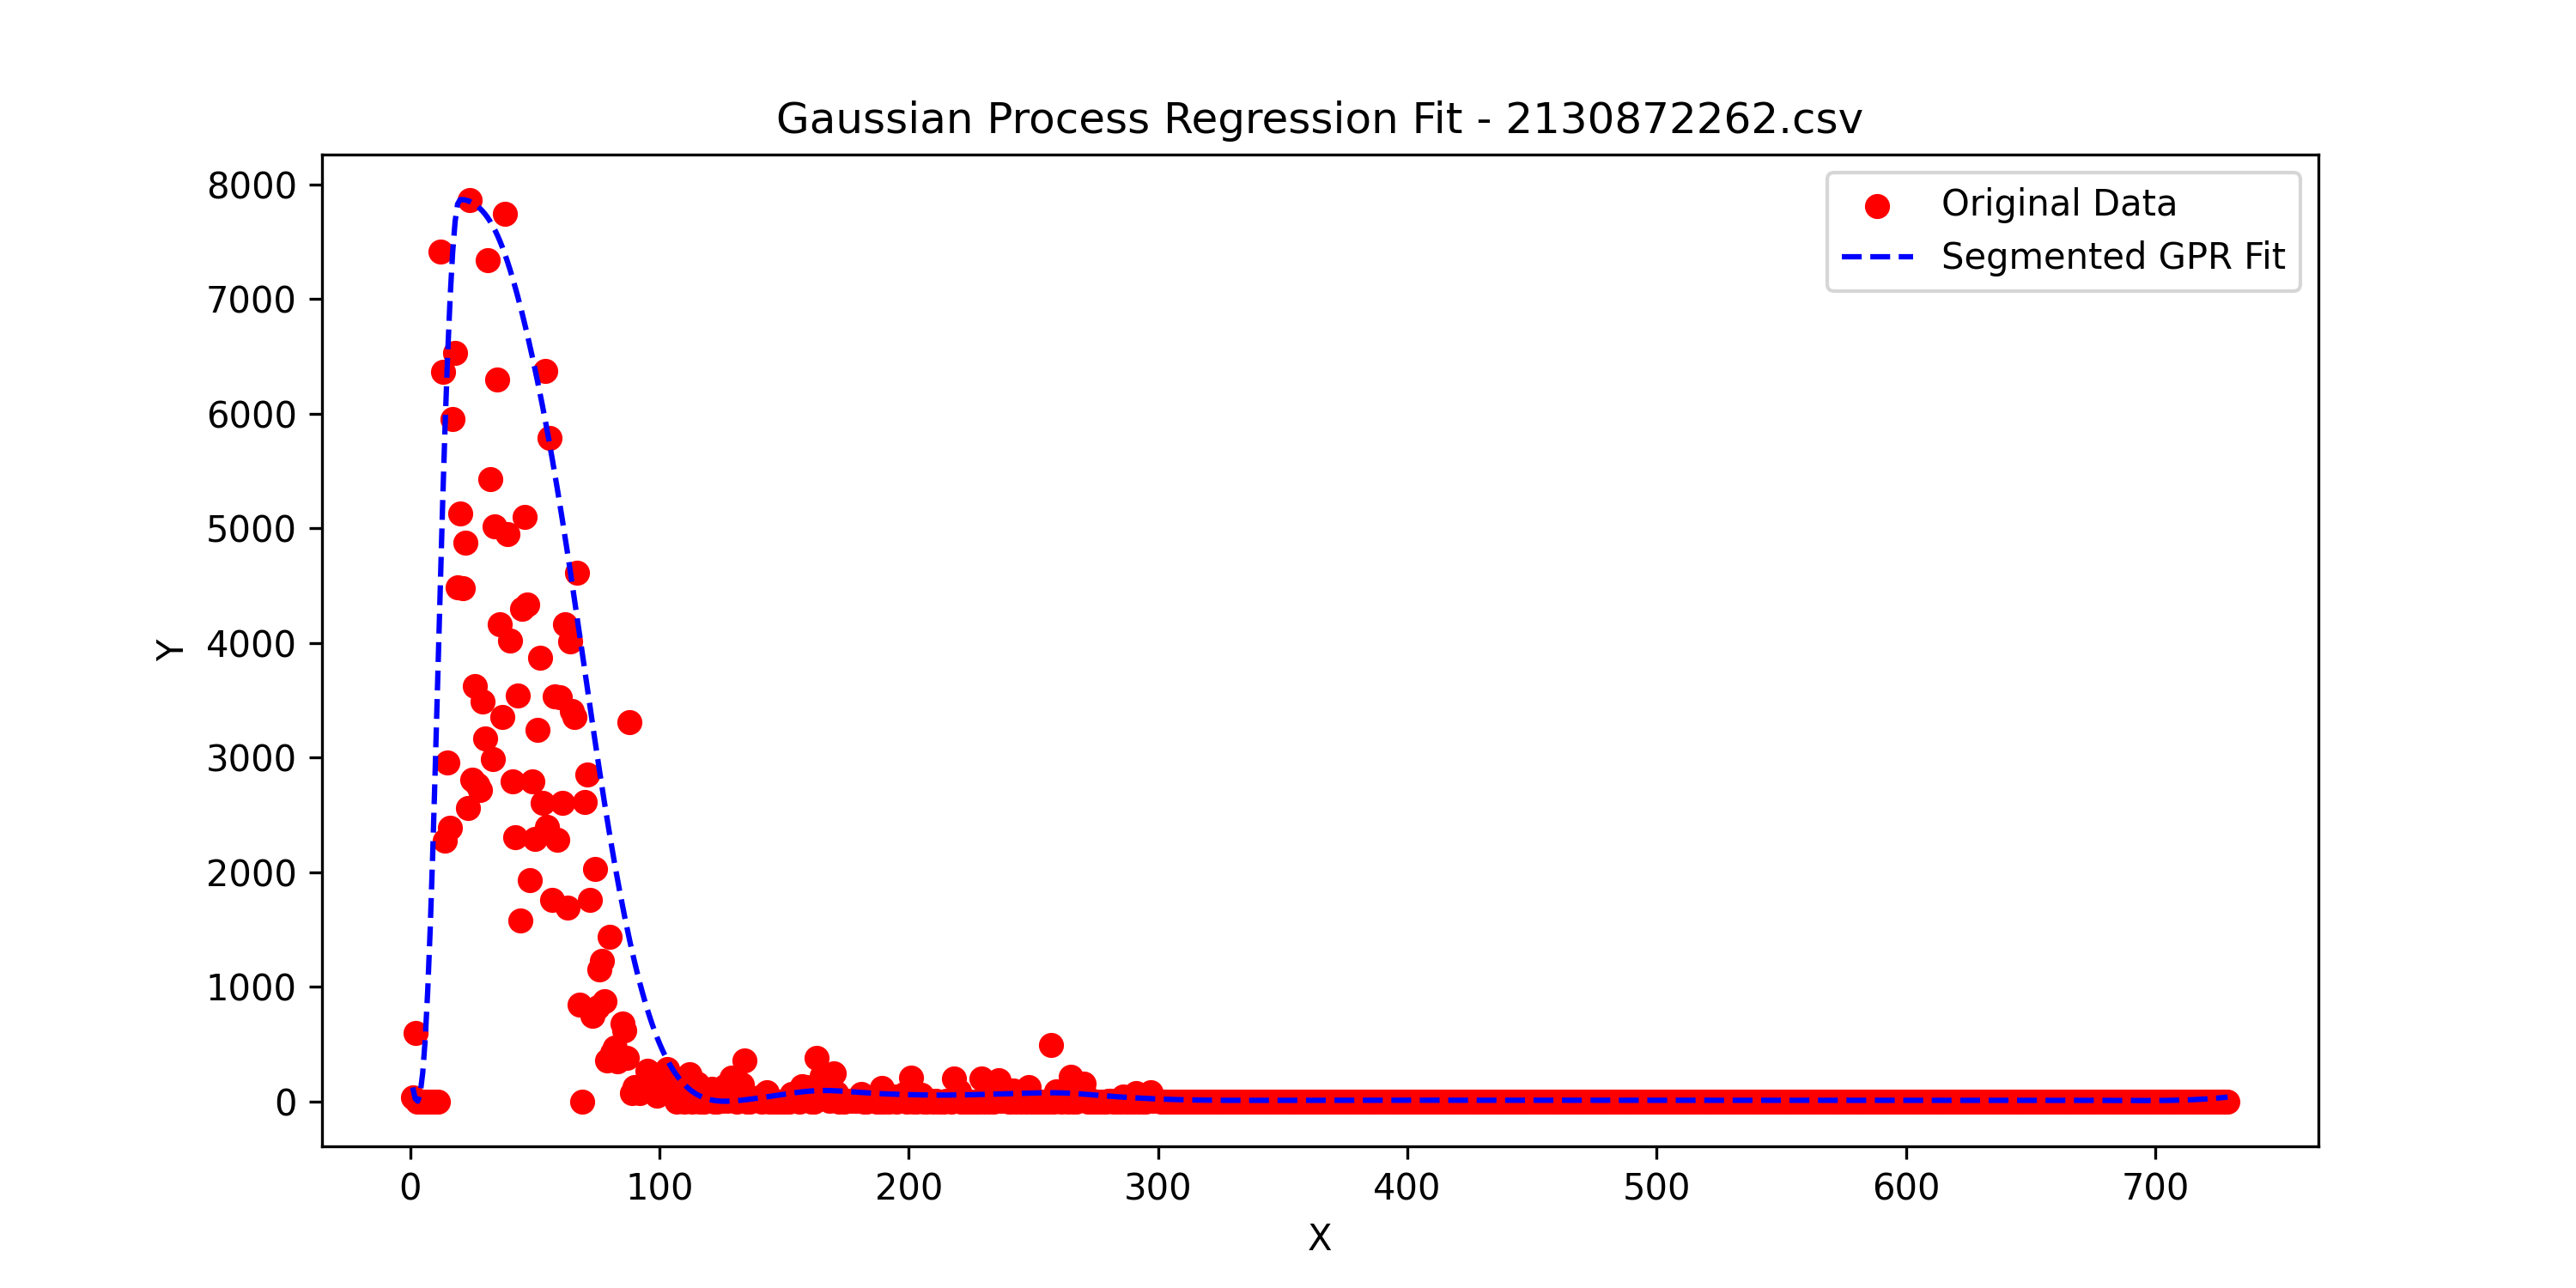 Gaussian Process Regression Fit - 2130872262.csv
Original Data
Segmented GPR Fit
8000
7000
6000
5000
4000
3000
2000
1000
0
Y
0 100 200 300 400 500 600 700
X